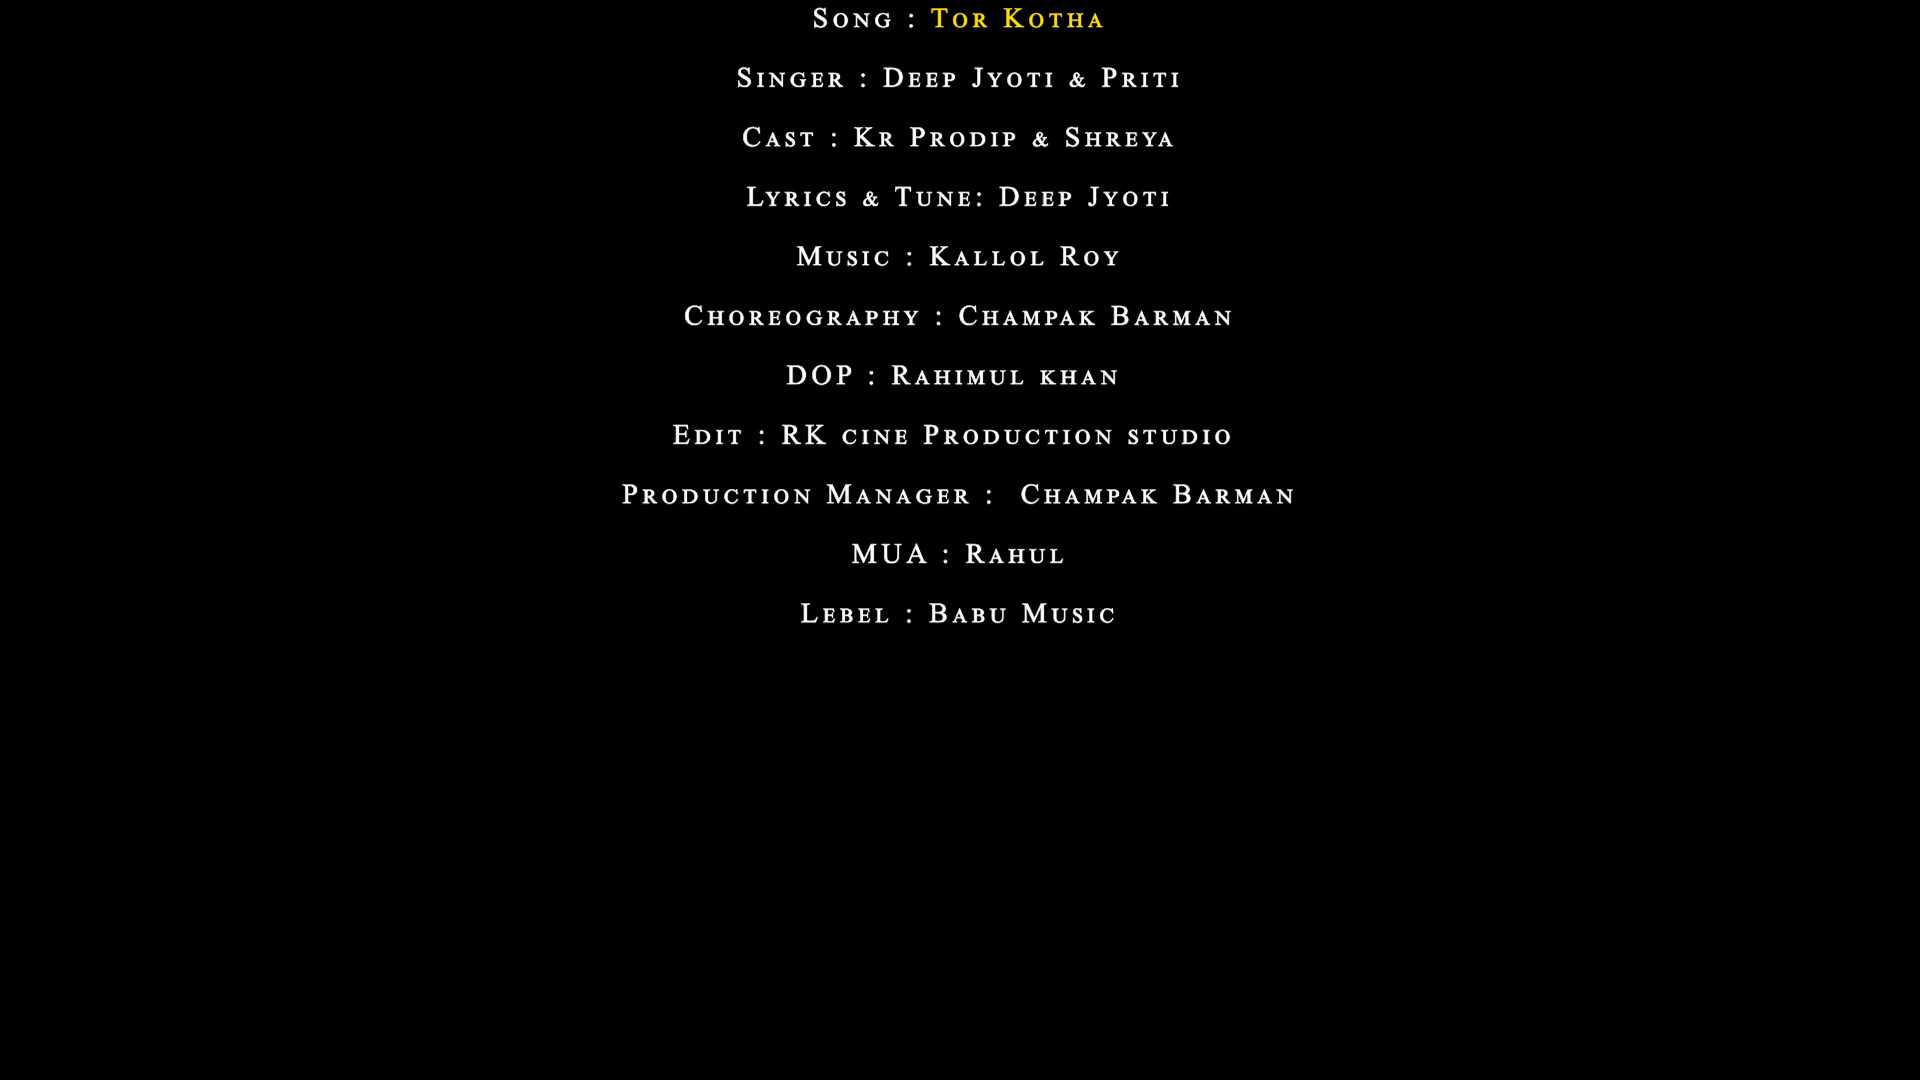 Song : Tor Kotha
Singer : Deep Jyoti & Priti
Cast : Kr Prodip & Shreya
Lyrics & Tune: Deep Jyoti
Music : Kallol Roy
Choreography : Champak Barman
DOP : Rahimul khan
Edit : RK cine Production studio
Production Manager :  Champak Barman
MUA : Rahul
Lebel : Babu Music